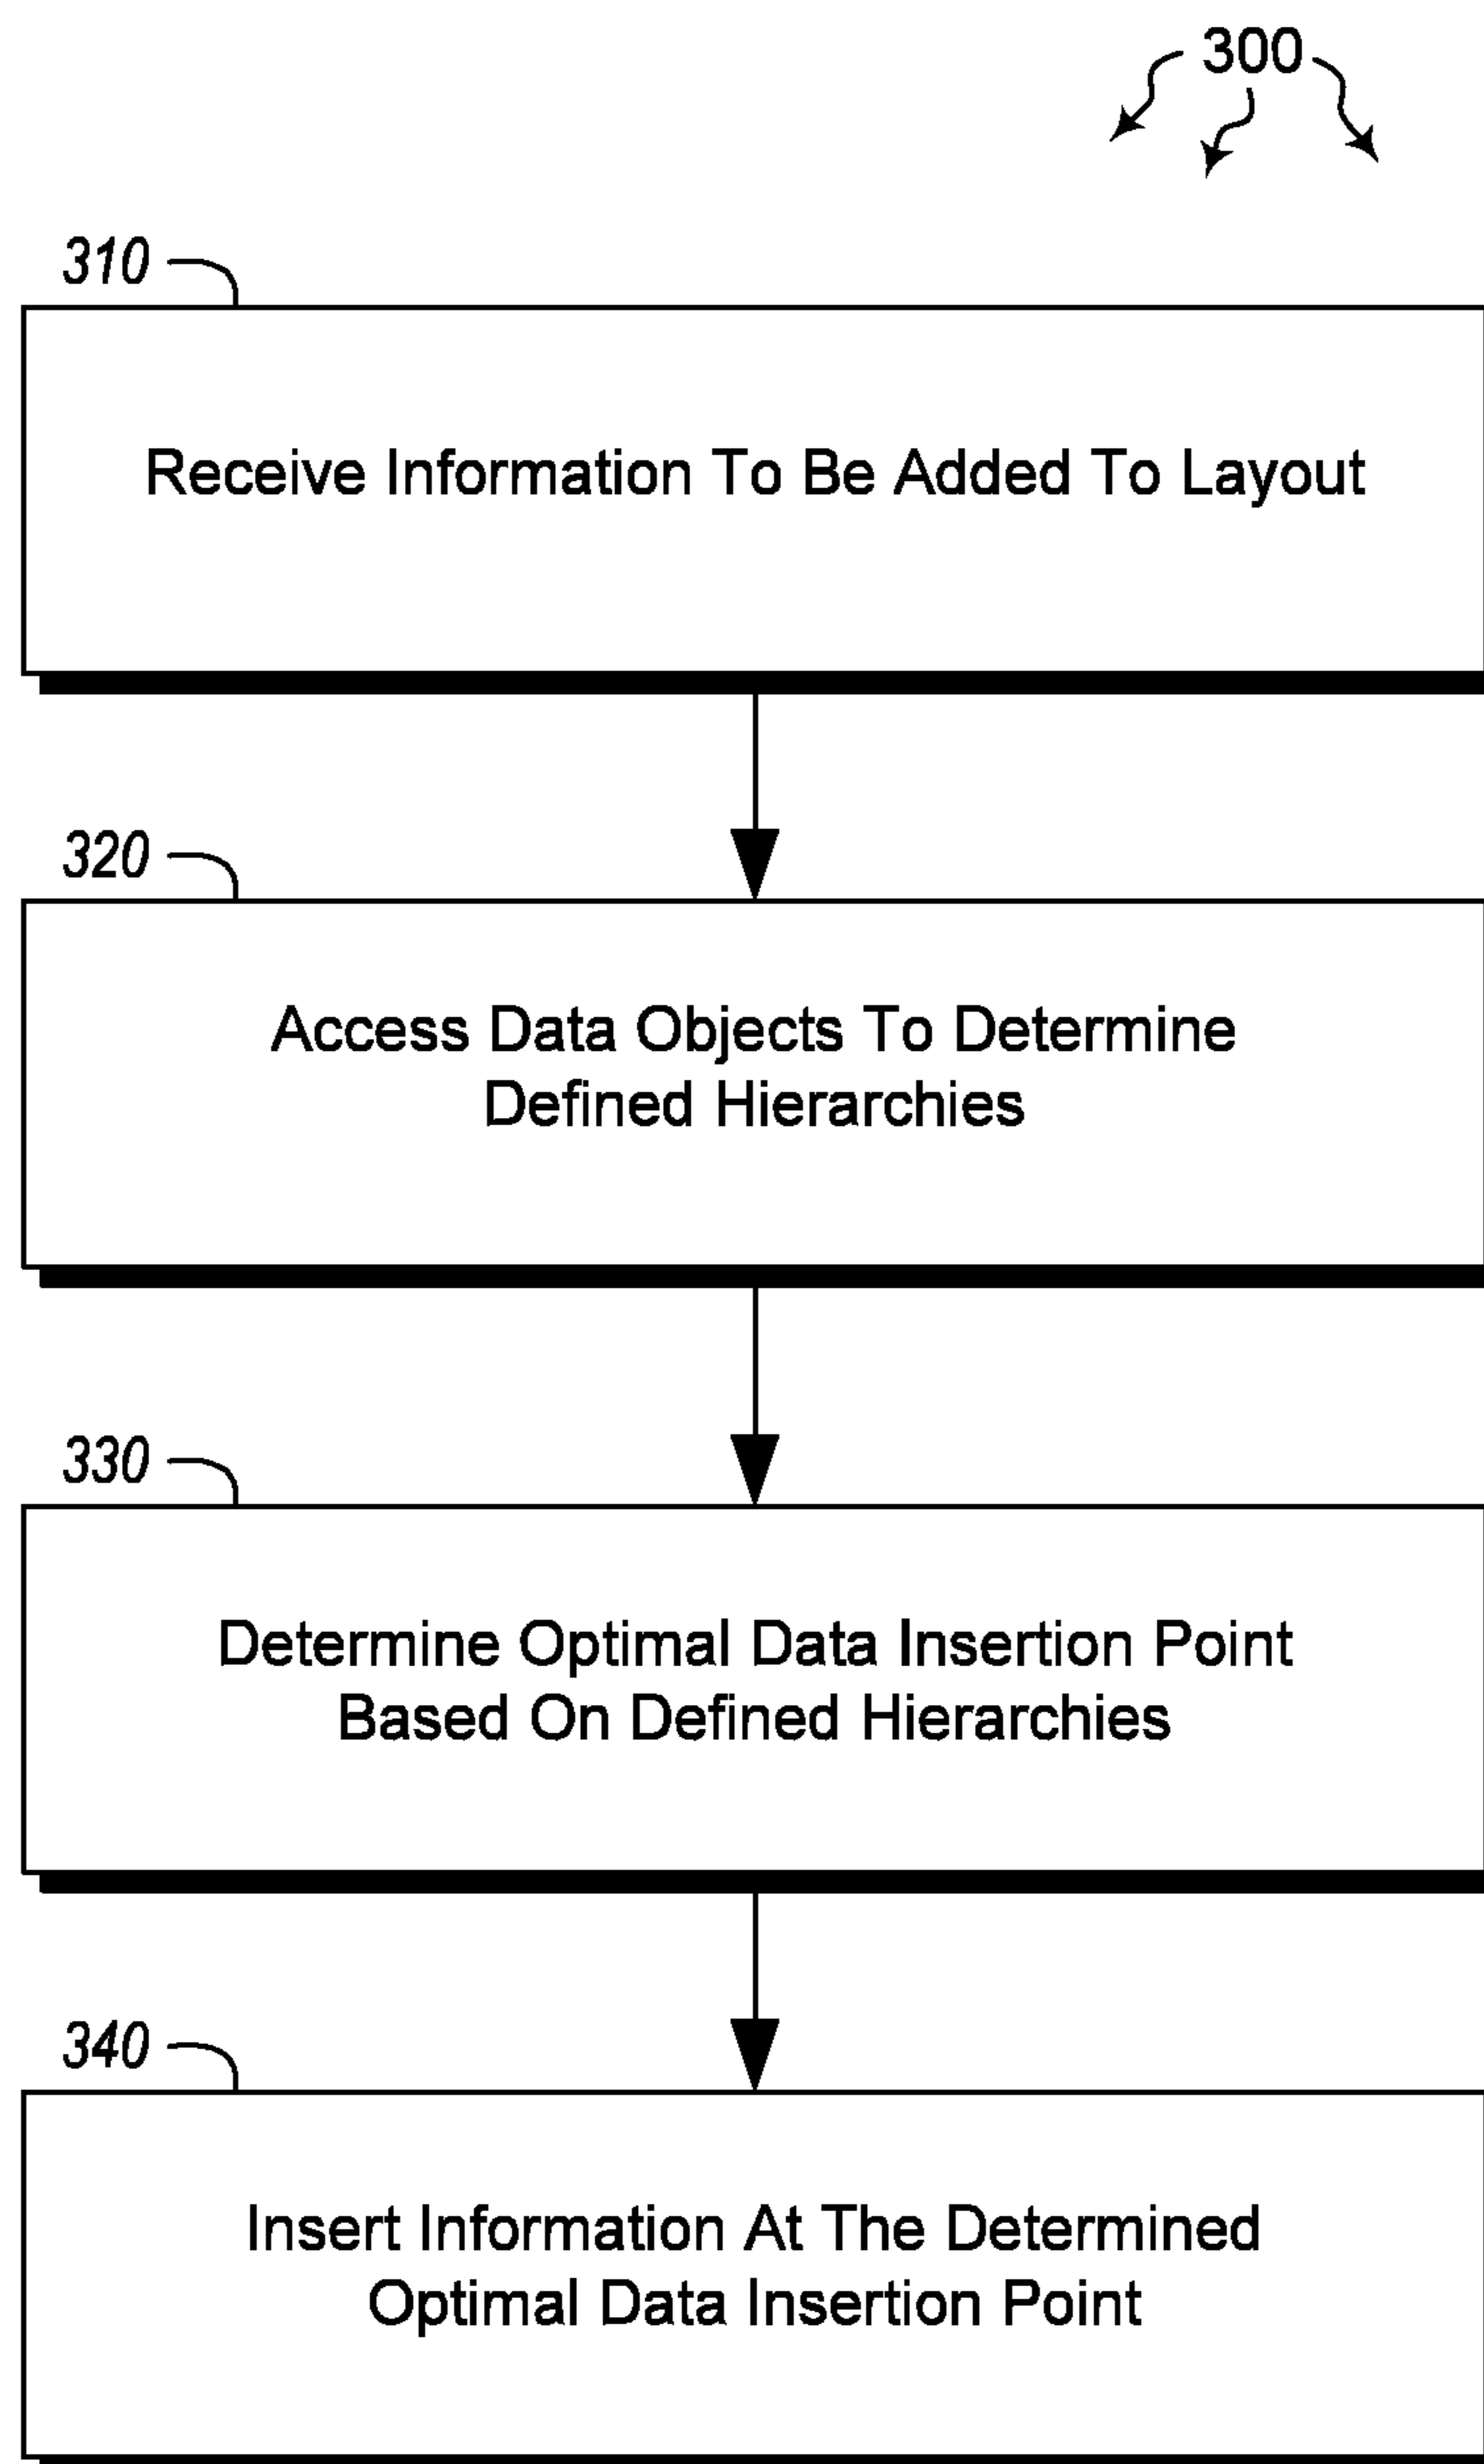 300
310
Receive Information To Be Added To Layout
320
Access Data Objects To Determine
Defined Hierarchies
330
Determine Optimal Data Insertion Point
Based On Defined Hierarchies
340
Insert Information At The Determined
Optimal Data Insertion Point